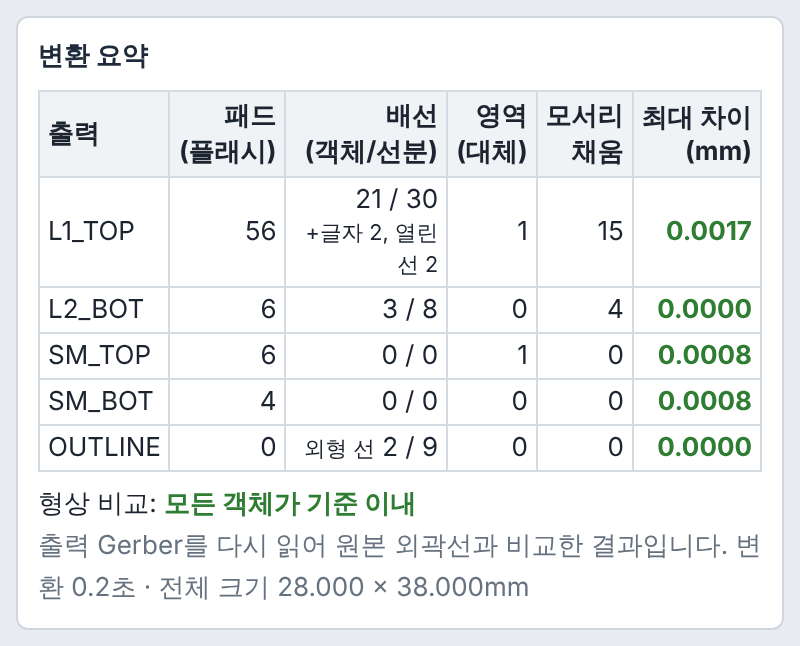 변환 요약
출력 패드 (플래시) 배선 (객체/선분) 영역 (대체) 모서리 채움 최대 차이 (mm)
L1_TOP 56 21 / 30 +글자 2, 열린 선 2 1 15 0.0017
L2_BOT 6 3 / 8 0 4 0.0000
SM_TOP 6 0 / 0 1 0 0.0008
SM_BOT 4 0 / 0 0 0 0.0008
OUTLINE 0 외형 선 2 / 9 0 0 0.0000
형상 비교: 모든 객체가 기준 이내
출력 Gerber를 다시 읽어 원본 외곽선과 비교한 결과입니다. 변
환 0.2초 · 전체 크기 28.000 × 38.000mm